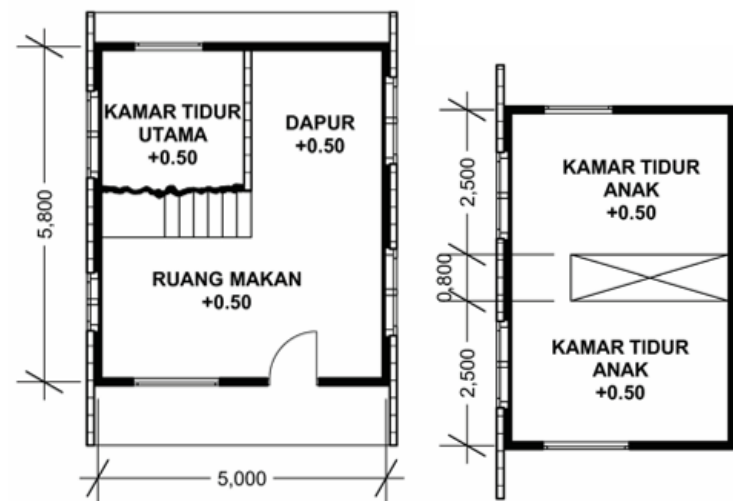 KAMAR TIDUR
UTAMA
+0.50
DAPUR
+0.50
RUANG MAKAN
+0.50
5,800
5,000
KAMAR TIDUR
ANAK
+0.50
KAMAR TIDUR
ANAK
+0.50
2,500
0,800
2,500